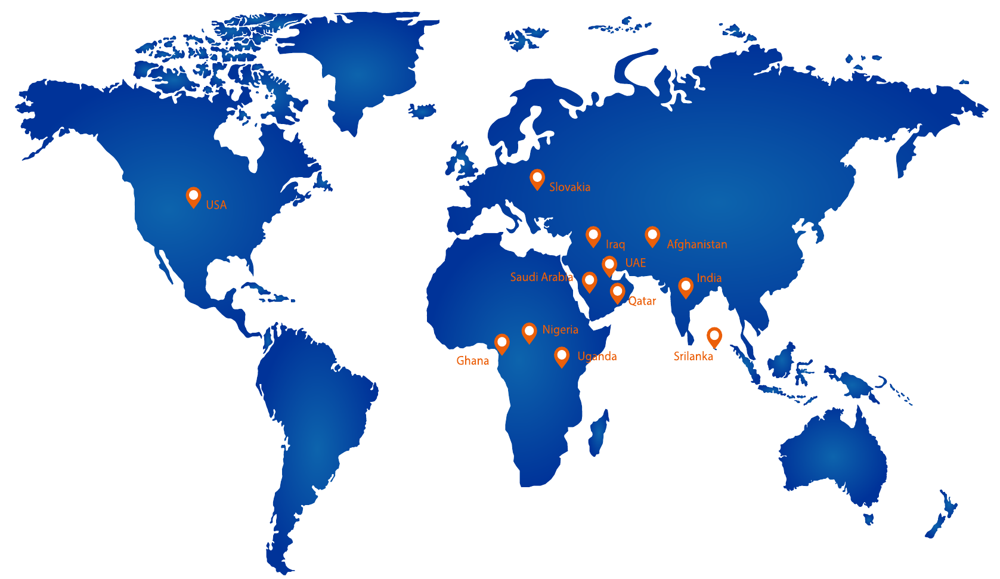 Slovakia
USA
Iraq
Afghanistan
UAE
Saudi Arabia
India
Qatar
Nigeria
Ghana
Uganda
Srilanka